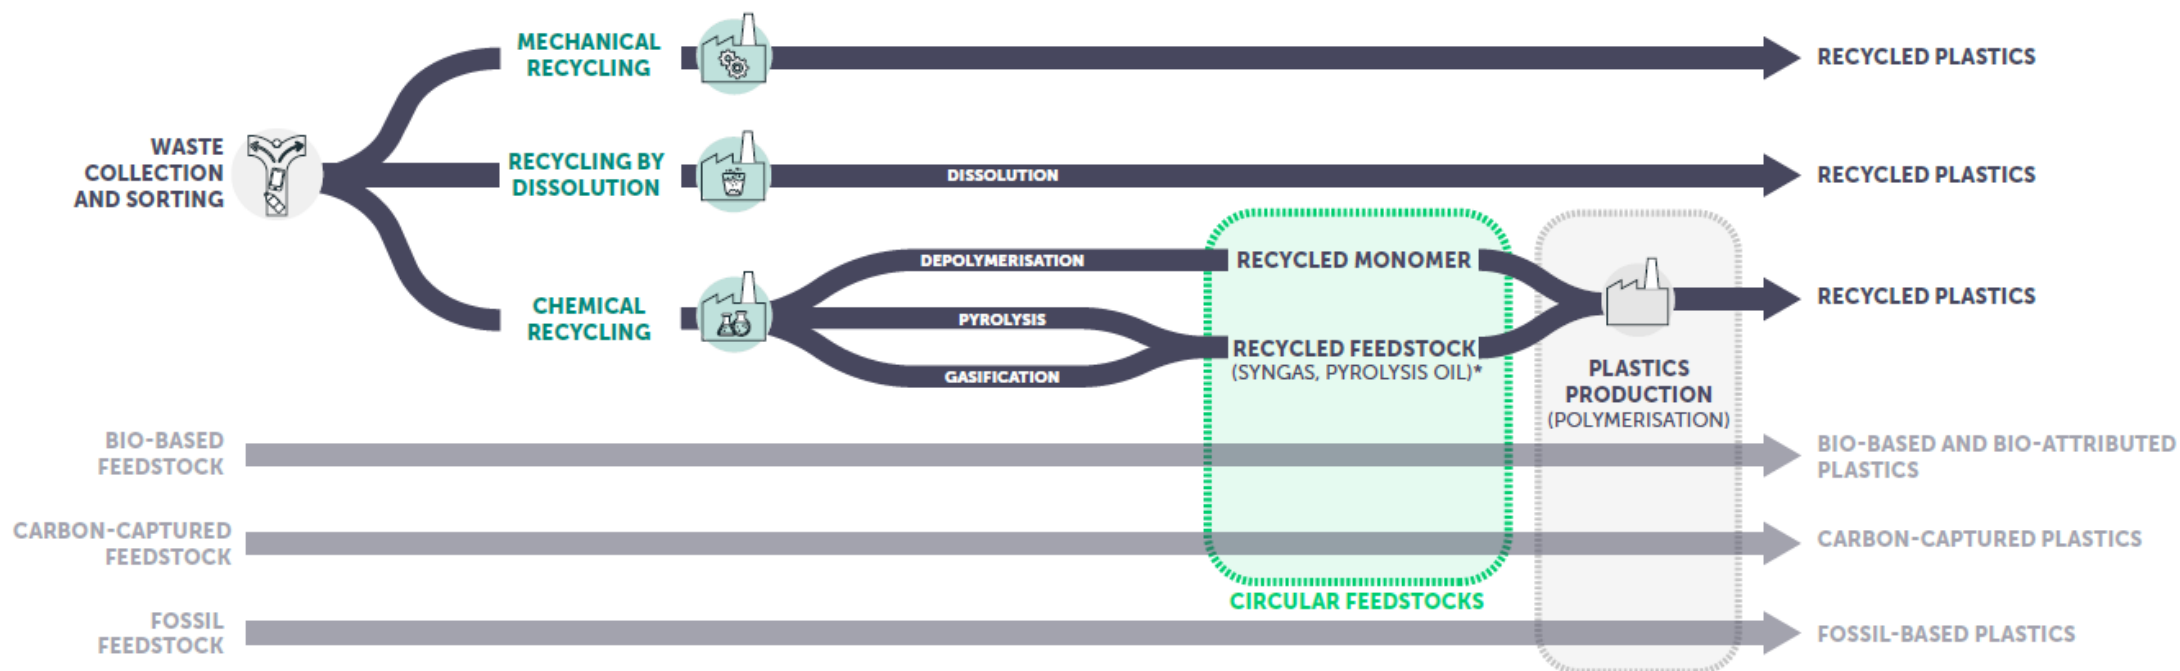 MECHANICAL
RECYCLING
RECYCLED PLASTICS
WASTE
COLLECTION
AND SORTING
RECYCLING BY
DISSOLUTION
DISSOLUTION
RECYCLED PLASTICS
CHEMICAL
RECYCLING
DEPOLYMERISATION
PYROLYSIS
GASIFICATION
RECYCLED MONOMER
RECYCLED FEEDSTOCK
(SYNGAS, PYROLYSIS OIL)*
PLASTICS
PRODUCTION
(POLYMERISATION)
RECYCLED PLASTICS
BIO-BASED
FEEDSTOCK
BIO-BASED AND BIO-ATTRIBUTED
PLASTICS
CARBON-CAPTURED
FEEDSTOCK
CARBON-CAPTURED PLASTICS
CIRCULAR FEEDSTOCKS
FOSSIL
FEEDSTOCK
FOSSIL-BASED PLASTICS